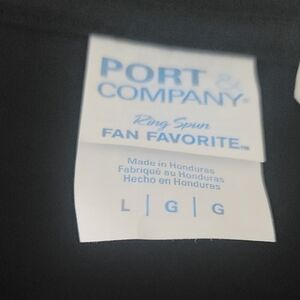 PORT &
COMPANY®
Ring Spun
FAN FAVORITE™
Made in Honduras
Fabriqué au Honduras
Hecho en Honduras
L | G | G